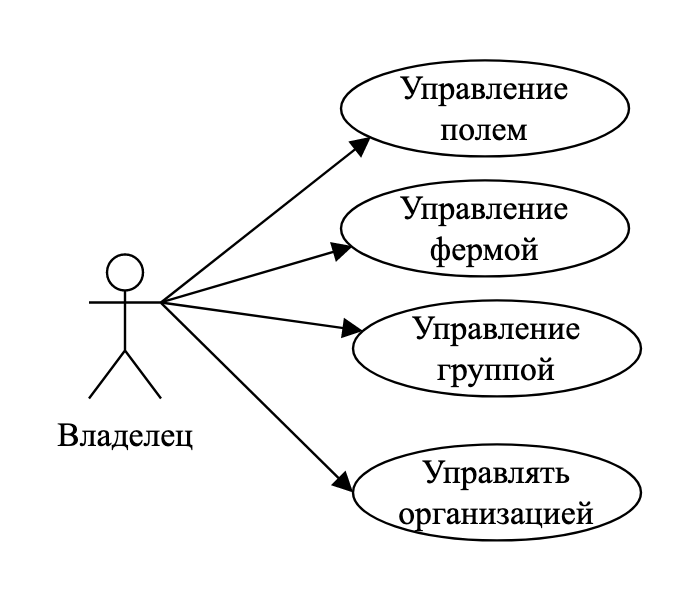 Управление
полем
Управление
фермой
Управление
группой
Владелец
Управлять
организацией